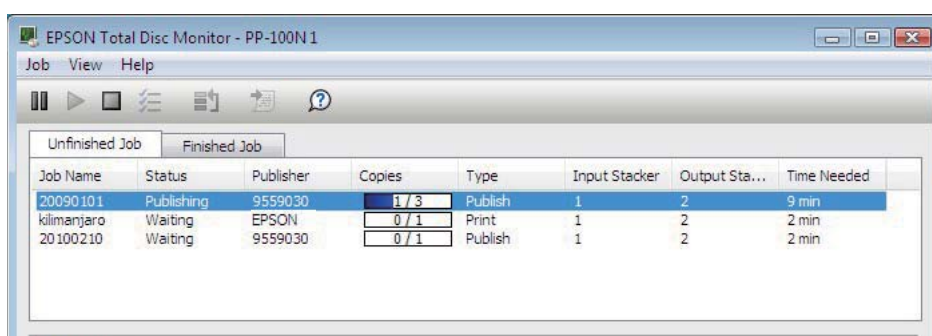 EPSON Total Disc Monitor - PP-100N 1
Job View Help
Unfinished Job Finished Job
Job Name Status Publisher Copies Type Input Stacker Output Sta... Time Needed
20090101 Publishing 9559030 1 / 3 Publish 1 2 9 min
kilimanjaro Waiting EPSON 0 / 1 Print 1 2 2 min
20100210 Waiting 9559030 0 / 1 Publish 1 2 2 min